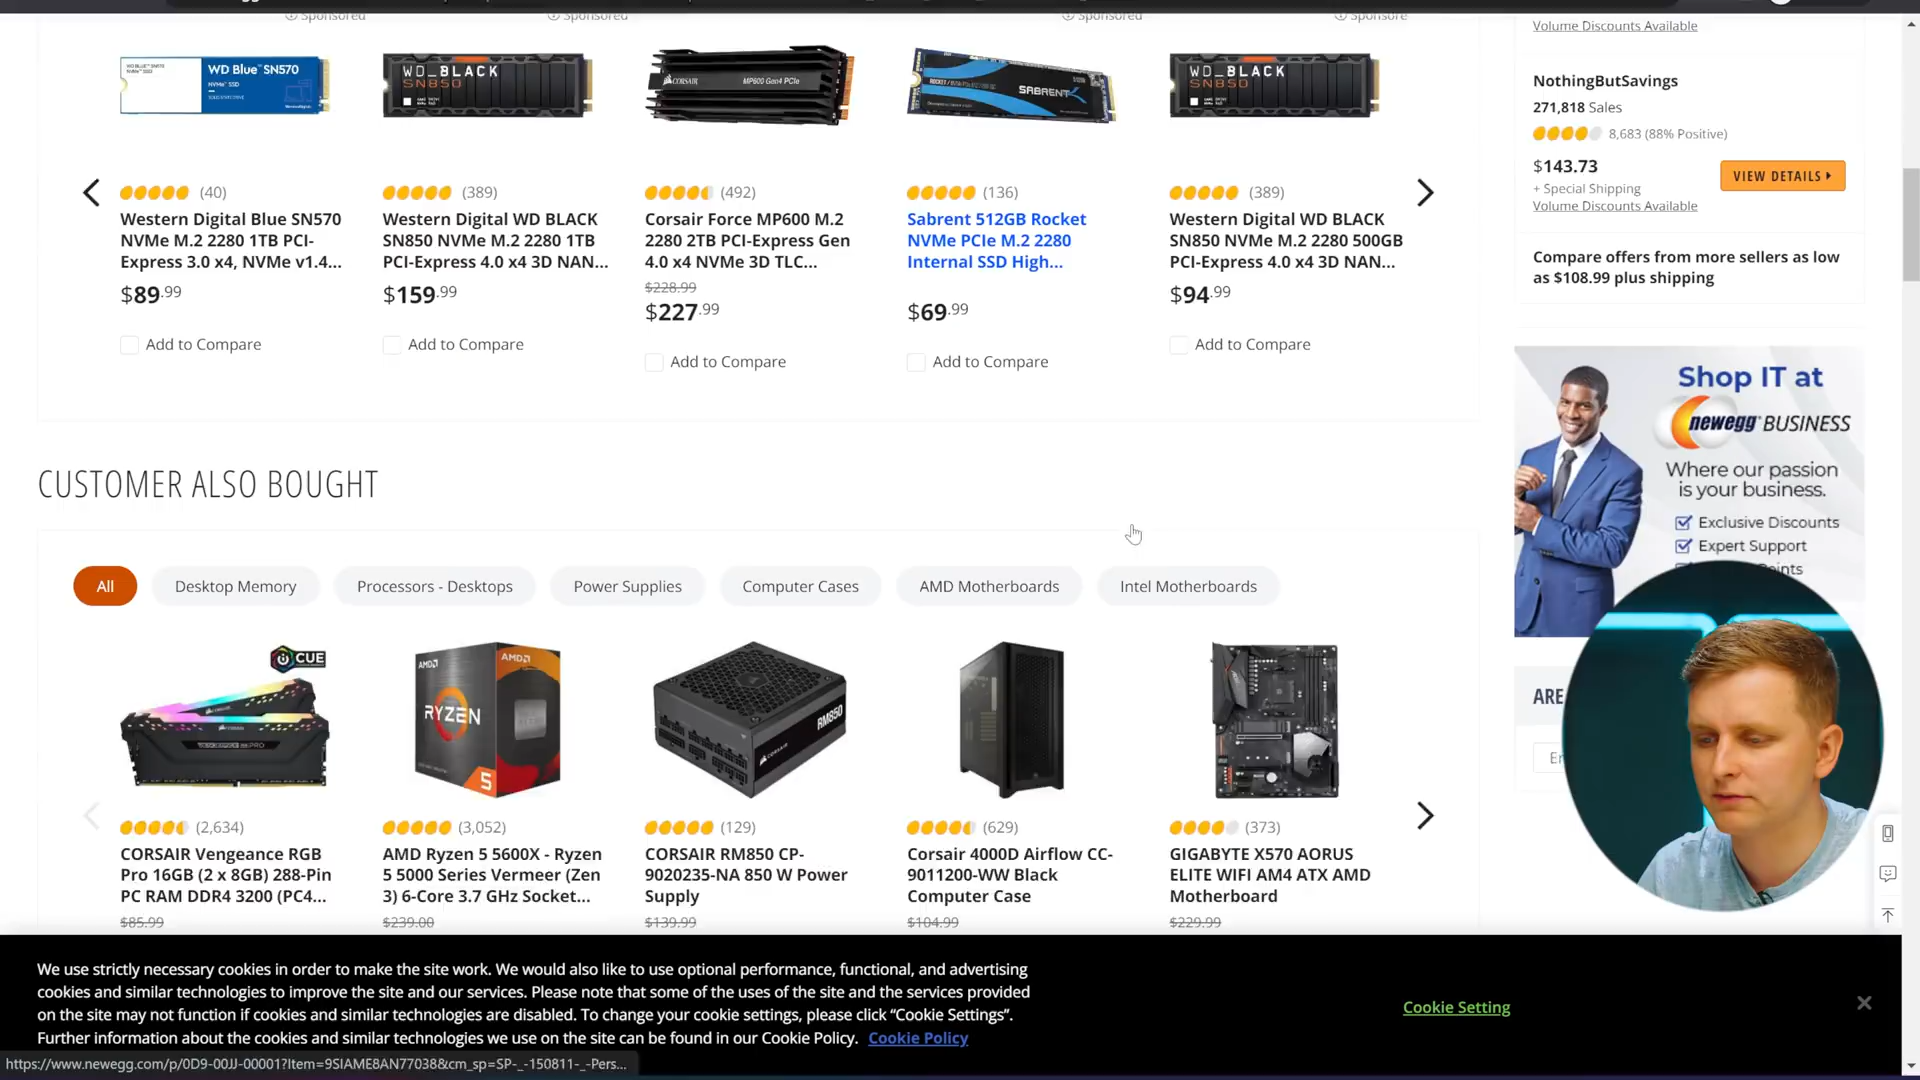 Sponsored
Sponsored
Sponsored
Sponsore
Volume Discounts Available
WD Blue™ SN570
NVMe™ SSD
WD_BLACK
SN850
CORSAIR
MP600 Gen4 PCIe
SABRENT
WD_BLACK
SN850
NothingButSavings
271,818 Sales
8,683 (88% Positive)
$143.73
VIEW DETAILS
+ Special Shipping
Volume Discounts Available
(40)
(389)
(492)
(136)
(389)
Western Digital Blue SN570
NVMe M.2 2280 1TB PCI-
Express 3.0 x4, NVMe v1.4...
$89.99
Add to Compare
Western Digital WD BLACK
SN850 NVMe M.2 2280 1TB
PCI-Express 4.0 x4 3D NAN...
$159.99
Add to Compare
Corsair Force MP600 M.2
2280 2TB PCI-Express Gen
4.0 x4 NVMe 3D TLC...
$228.99
$227.99
Add to Compare
Sabrent 512GB Rocket
NVMe PCIe M.2 2280
Internal SSD High...
$69.99
Add to Compare
Western Digital WD BLACK
SN850 NVMe M.2 2280 500GB
PCI-Express 4.0 x4 3D NAN...
$94.99
Add to Compare
Compare offers from more sellers as low
as $108.99 plus shipping
Shop IT at
newegg BUSINESS
Where our passion
is your business.
Exclusive Discounts
Expert Support
oints
ARE
En
CUSTOMER ALSO BOUGHT
All
Desktop Memory
Processors - Desktops
Power Supplies
Computer Cases
AMD Motherboards
Intel Motherboards
iCUE
AMD
AMD
RYZEN
5
RM850
(2,634)
(3,052)
(129)
(629)
(373)
CORSAIR Vengeance RGB
Pro 16GB (2 x 8GB) 288-Pin
PC RAM DDR4 3200 (PC4...
$85.99
AMD Ryzen 5 5600X - Ryzen
5 5000 Series Vermeer (Zen
3) 6-Core 3.7 GHz Socket...
$239.00
CORSAIR RM850 CP-
9020235-NA 850 W Power
Supply
$139.99
Corsair 4000D Airflow CC-
9011200-WW Black
Computer Case
$104.99
GIGABYTE X570 AORUS
ELITE WIFI AM4 ATX AMD
Motherboard
$229.99
We use strictly necessary cookies in order to make the site work. We would also like to use optional performance, functional, and advertising
cookies and similar technologies to improve the site and our services. Please note that some of the uses of the site and the services provided
on the site may not function if cookies and similar technologies are disabled. To change your cookie settings, please click “Cookie Settings”.
Further information about the cookies and similar technologies we use on the site can be found in our Cookie Policy. Cookie Policy
Cookie Setting
https://www.newegg.com/p/0D9-00JJ-00001?Item=9SIAME8AN77038&cm_sp=SP-_-150811-_-Pers...